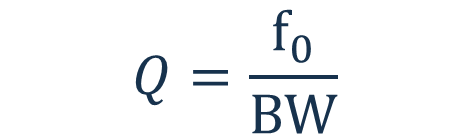 Q = f₀ / BW